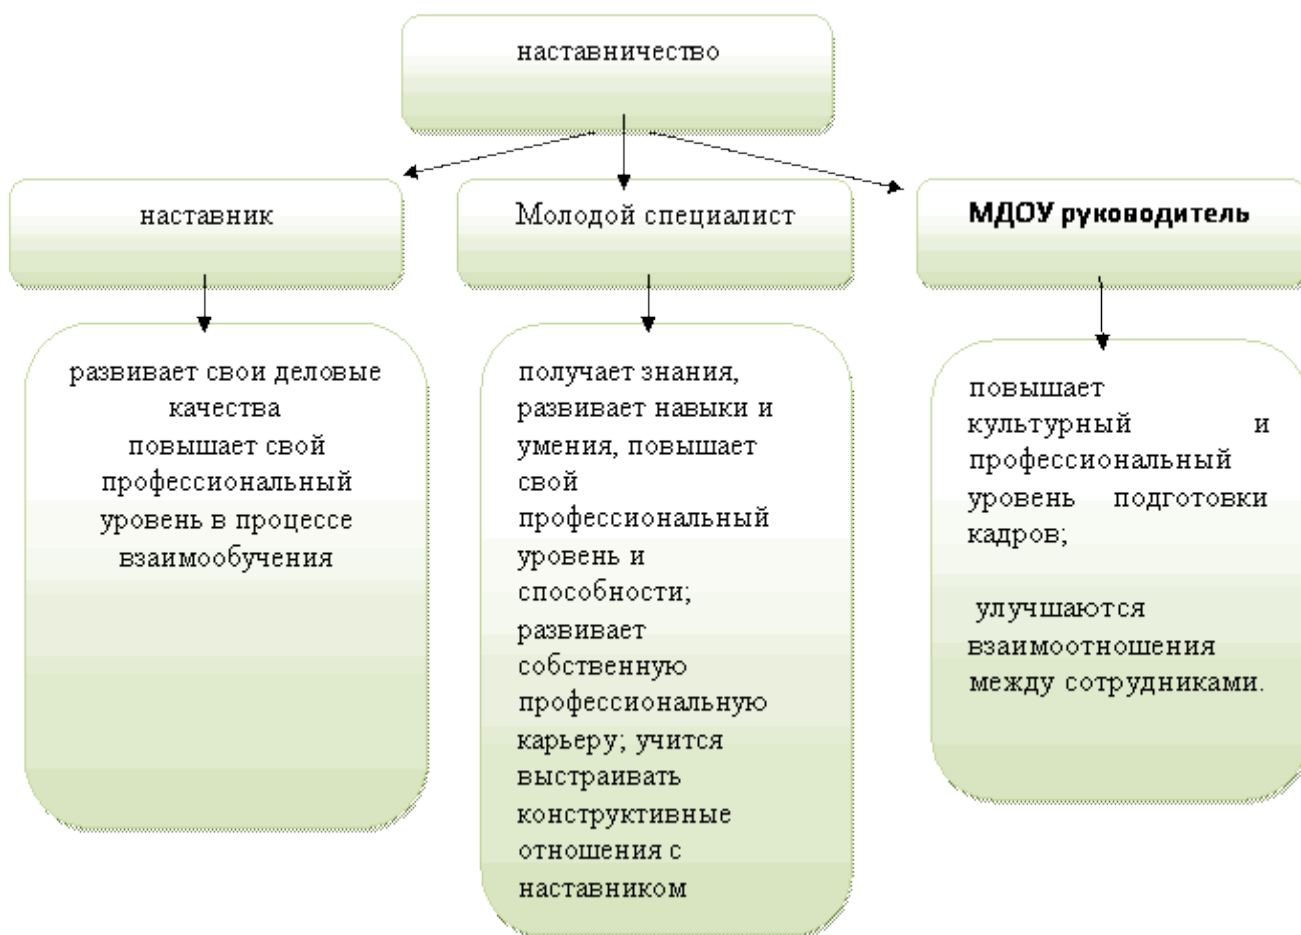 наставничество
наставник
Молодой специалист
МДОУ руководитель
развивает свои деловые
качества
повышает свой
профессиональный
уровень в процессе
взаимообучения
получает знания,
развивает навыки и
умения, повышает
свой
профессиональный
уровень и
способности;
развивает
собственную
профессиональную
карьеру; учится
выстраивать
конструктивные
отношения с
наставником
повышает
культурный и
профессиональный
уровень подготовки
кадров;
улучшаются
взаимоотношения
между сотрудниками.